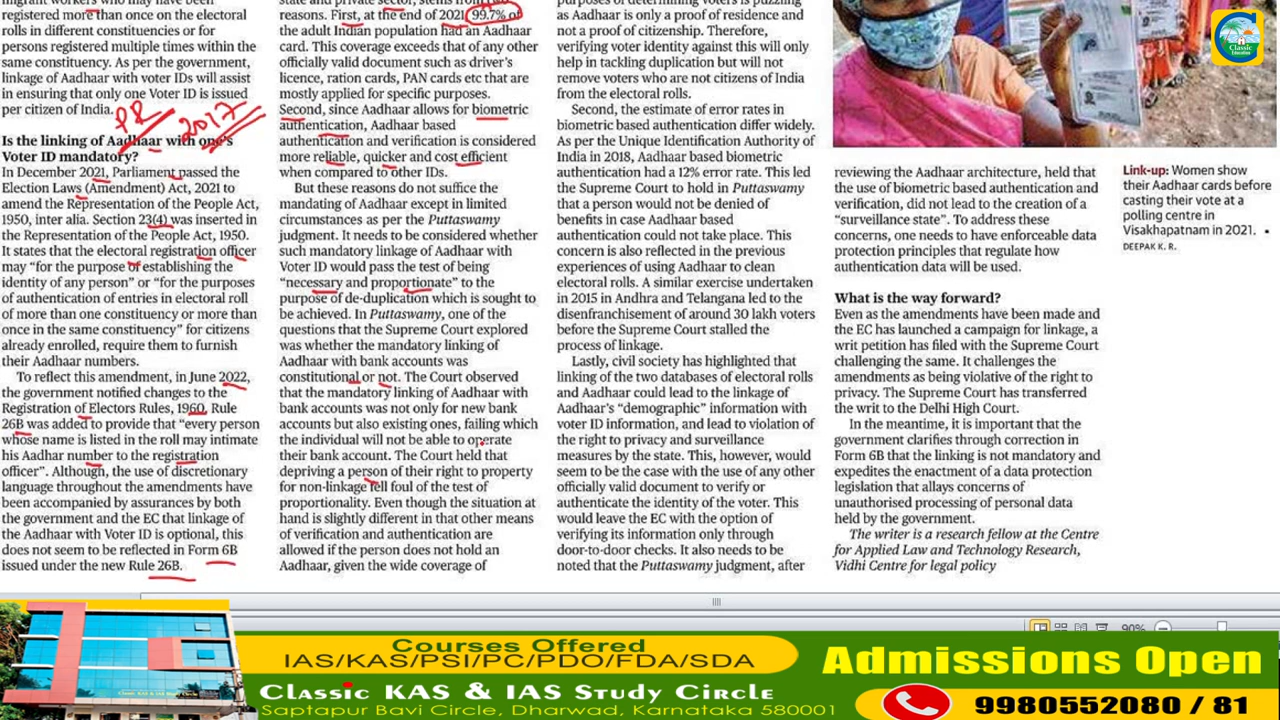 migrant workers who may have been
registered more than once on the electoral
rolls in different constituencies or for
persons registered multiple times within the
same constituency. As per the government,
linkage of Aadhaar with voter IDs will assist
in ensuring that only one Voter ID is issued
per citizen of India.
2017
Is the linking of Aadhaar with one's
Voter ID mandatory?
In December 2021, Parliament passed the
Election Laws (Amendment) Act, 2021 to
amend the Representation of the People Act,
1950, inter alia. Section 23(4) was inserted in
the Representation of the People Act, 1950.
It states that the electoral registration officer
may “for the purpose of establishing the
identity of any person” or “for the purposes
of authentication of entries in electoral roll
of more than one constituency or more than
once in the same constituency” for citizens
already enrolled, require them to furnish
their Aadhaar numbers.
To reflect this amendment, in June 2022,
the government notified changes to the
Registration of Electors Rules, 1960. Rule
26B was added to provide that “every person
whose name is listed in the roll may intimate
his Aadhar number to the registration
officer”. Although, the use of discretionary
language throughout the amendments have
been accompanied by assurances by both
the government and the EC that linkage of
the Aadhaar with Voter ID is optional, this
does not seem to be reflected in Form 6B
issued under the new Rule 26B.
state and private sector, stems from two
reasons. First, at the end of 2021, 99.7% of
the adult Indian population had an Aadhaar
card. This coverage exceeds that of any other
officially valid document such as driver's
licence, ration cards, PAN cards etc that are
mostly applied for specific purposes.
Second, since Aadhaar allows for biometric
authentication, Aadhaar based
authentication and verification is considered
more reliable, quicker and cost efficient
when compared to other IDs.
But these reasons do not suffice the
mandating of Aadhaar except in limited
circumstances as per the Puttaswamy
judgment. It needs to be considered whether
such mandatory linkage of Aadhaar with
Voter ID would pass the test of being
“necessary and proportionate” to the
purpose of de-duplication which is sought to
be achieved. In Puttaswamy, one of the
questions that the Supreme Court explored
was whether the mandatory linking of
Aadhaar with bank accounts was
constitutional or not. The Court observed
that the mandatory linking of Aadhaar with
bank accounts was not only for new bank
accounts but also existing ones, failing which
the individual will not be able to operate
their bank account. The Court held that
depriving a person of their right to property
for non-linkage fell foul of the test of
proportionality. Even though the situation at
hand is slightly different in that other means
of verification and authentication are
allowed if the person does not hold an
Aadhaar, given the wide coverage of
purposes of determining voters is puzzling
as Aadhaar is only a proof of residence and
not a proof of citizenship. Therefore,
verifying voter identity against this will only
help in tackling duplication but will not
remove voters who are not citizens of India
from the electoral rolls.
Second, the estimate of error rates in
biometric based authentication differ widely.
As per the Unique Identification Authority of
India in 2018, Aadhaar based biometric
authentication had a 12% error rate. This led
the Supreme Court to hold in Puttaswamy
that a person would not be denied of
benefits in case Aadhaar based
authentication could not take place. This
concern is also reflected in the previous
experiences of using Aadhaar to clean
electoral rolls. A similar exercise undertaken
in 2015 in Andhra and Telangana led to the
disenfranchisement of around 30 lakh voters
before the Supreme Court stalled the
process of linkage.
Lastly, civil society has highlighted that
linking of the two databases of electoral rolls
and Aadhaar could lead to the linkage of
Aadhaar's “demographic” information with
voter ID information, and lead to violation of
the right to privacy and surveillance
measures by the state. This, however, would
seem to be the case with the use of any other
officially valid document to verify or
authenticate the identity of the voter. This
would leave the EC with the option of
verifying its information only through
door-to-door checks. It also needs to be
noted that the Puttaswamy judgment, after
reviewing the Aadhaar architecture, held that
the use of biometric based authentication and
verification, did not lead to the creation of a
“surveillance state”. To address these
concerns, one needs to have enforceable data
protection principles that regulate how
authentication data will be used.
What is the way forward?
Even as the amendments have been made and
the EC has launched a campaign for linkage, a
writ petition has filed with the Supreme Court
challenging the same. It challenges the
amendments as being violative of the right to
privacy. The Supreme Court has transferred
the writ to the Delhi High Court.
In the meantime, it is important that the
government clarifies through correction in
Form 6B that the linking is not mandatory and
expedites the enactment of a data protection
legislation that allays concerns of
unauthorised processing of personal data
held by the government.
The writer is a research fellow at the Centre
for Applied Law and Technology Research,
Vidhi Centre for legal policy
Link-up: Women show
their Aadhaar cards before
casting their vote at a
polling centre in
Visakhapatnam in 2021. •
DEEPAK K. R.
Classic
Education
90%
Courses Offered
IAS/KAS/PSI/PC/PDO/FDA/SDA
Classic KAS & IAS Study Circle
Saptapur Bavi Circle, Dharwad, Karnataka 580001
Admissions Open
9980552080 / 81